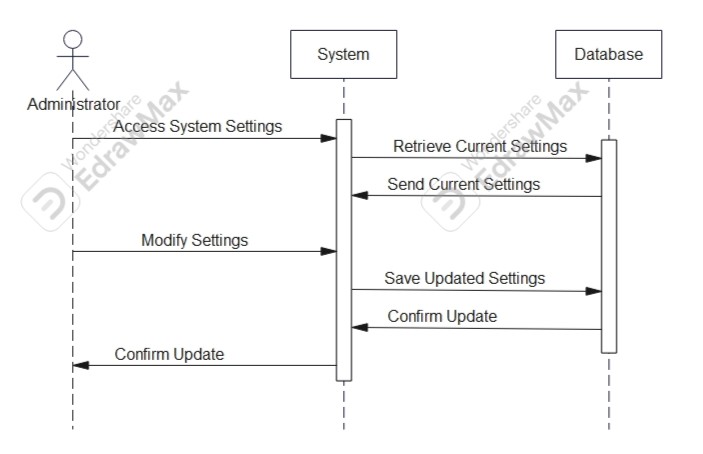 System
Database
Administrator
Access System Settings
Retrieve Current Settings
Send Current Settings
Modify Settings
Save Updated Settings
Confirm Update
Confirm Update
Wondershare
EdrawMax
Wondershare
EdrawMax